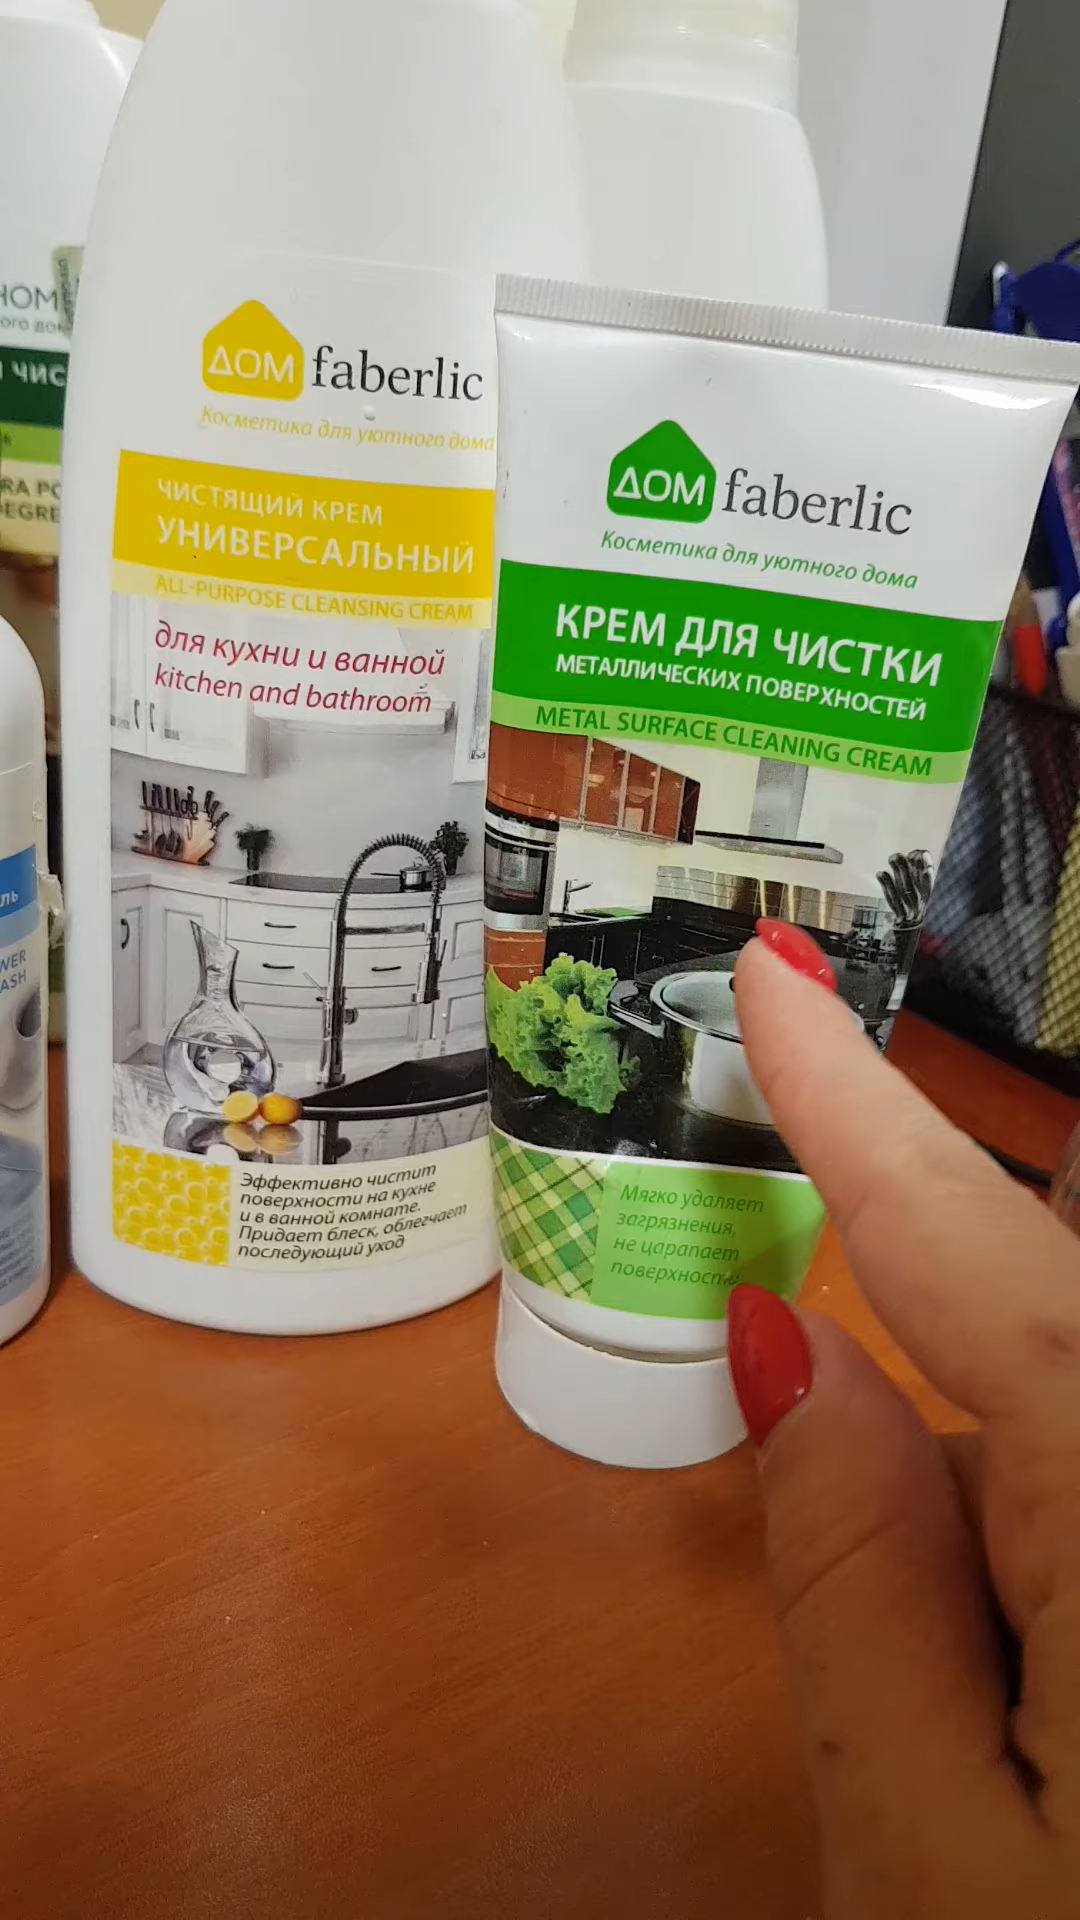 ДОМ faberlic
Косметика для уютного дома
ЧИСТЯЩИЙ КРЕМ
УНИВЕРСАЛЬНЫЙ
ALL-PURPOSE CLEANSING CREAM
для кухни и ванной
kitchen and bathroom
Эффективно чистит
поверхности на кухне
и в ванной комнате.
Придает блеск, облегчает
последующий уход
ДОМ faberlic
Косметика для уютного дома
КРЕМ ДЛЯ ЧИСТКИ
МЕТАЛЛИЧЕСКИХ ПОВЕРХНОСТЕЙ
METAL SURFACE CLEANING CREAM
Мягко удаляет
загрязнения,
не царапает
поверхности